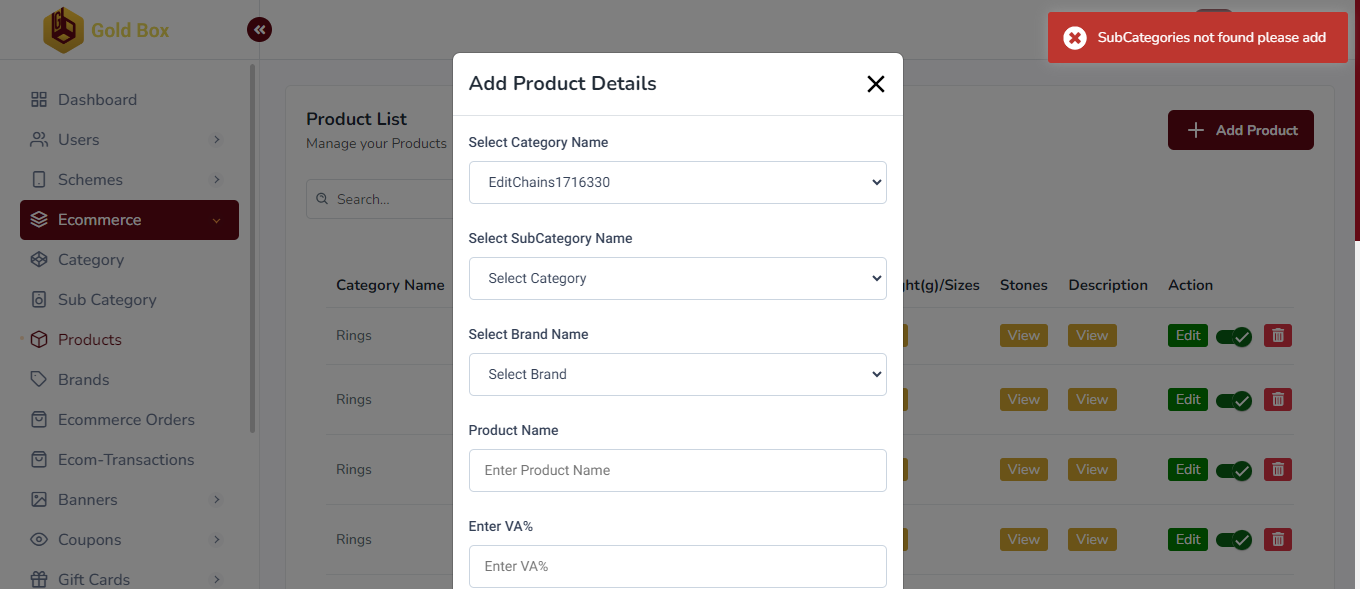 Gold Box
SubCategories not found please add
Dashboard
Users
Schemes
Ecommerce
Category
Sub Category
Products
Brands
Ecommerce Orders
Ecom-Transactions
Banners
Coupons
Gift Cards
Product List
Manage your Products
Add Product
Search...
Add Product Details
Select Category Name
EditChains1716330
Select SubCategory Name
Select Category
Select Brand Name
Select Brand
Product Name
Enter Product Name
Enter VA%
Enter VA%
Category Name ght(g)/Sizes Stones Description Action
Rings View View Edit
Rings View View Edit
Rings View View Edit
Rings View View Edit